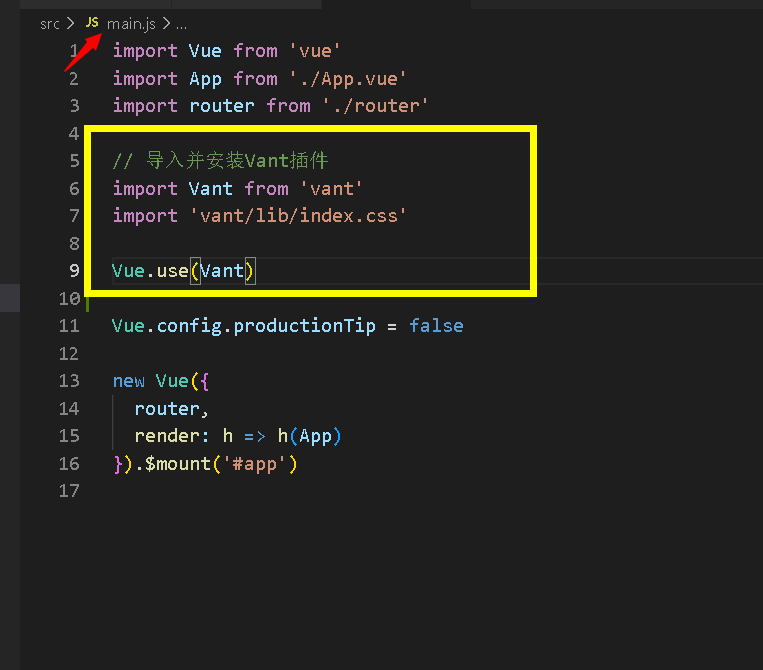 src > JS main.js > ...
1 import Vue from 'vue'
2 import App from './App.vue'
3 import router from './router'
4
5 // 导入并安装Vant插件
6 import Vant from 'vant'
7 import 'vant/lib/index.css'
8
9 Vue.use(Vant)
10
11 Vue.config.productionTip = false
12
13 new Vue({
14   router,
15   render: h => h(App)
16 }).$mount('#app')
17